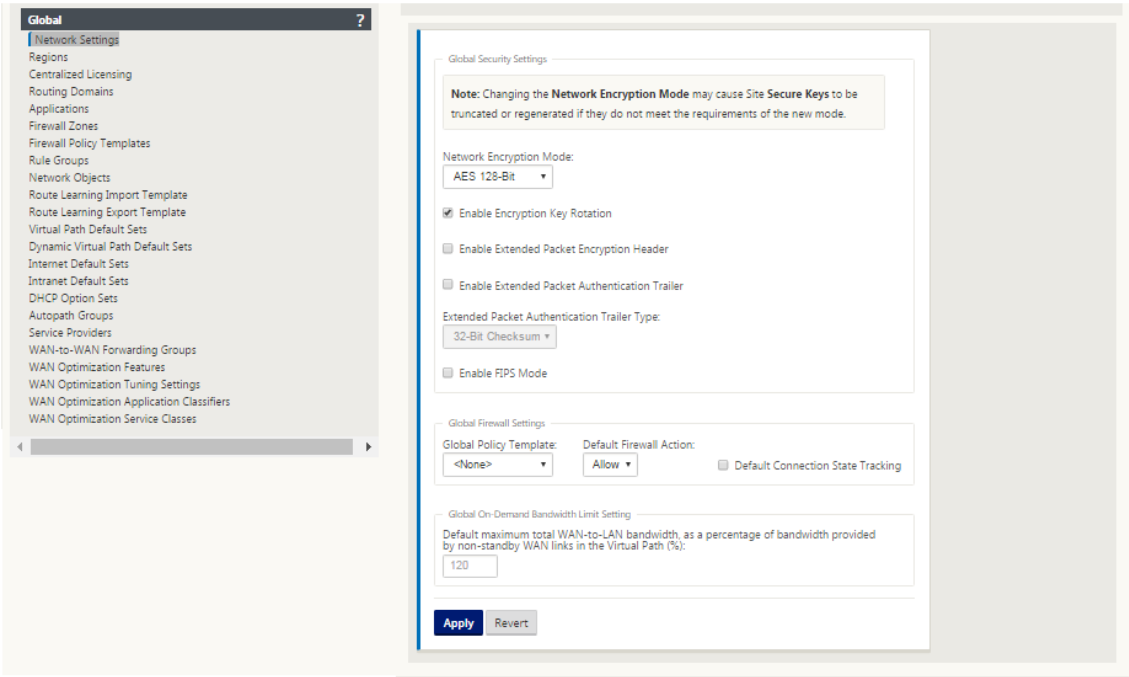 Global ?
Network Settings
Regions
Centralized Licensing
Routing Domains
Applications
Firewall Zones
Firewall Policy Templates
Rule Groups
Network Objects
Route Learning Import Template
Route Learning Export Template
Virtual Path Default Sets
Dynamic Virtual Path Default Sets
Internet Default Sets
Intranet Default Sets
DHCP Option Sets
Autopath Groups
Service Providers
WAN-to-WAN Forwarding Groups
WAN Optimization Features
WAN Optimization Tuning Settings
WAN Optimization Application Classifiers
WAN Optimization Service Classes
Global Security Settings
Note: Changing the Network Encryption Mode may cause Site Secure Keys to be
truncated or regenerated if they do not meet the requirements of the new mode.
Network Encryption Mode:
AES 128-Bit
Enable Encryption Key Rotation
Enable Extended Packet Encryption Header
Enable Extended Packet Authentication Trailer
Extended Packet Authentication Trailer Type:
32-Bit Checksum
Enable FIPS Mode
Global Firewall Settings
Global Policy Template: Default Firewall Action:
<None> Allow Default Connection State Tracking
Global On-Demand Bandwidth Limit Setting
Default maximum total WAN-to-LAN bandwidth, as a percentage of bandwidth provided
by non-standby WAN links in the Virtual Path (%):
120
Apply Revert